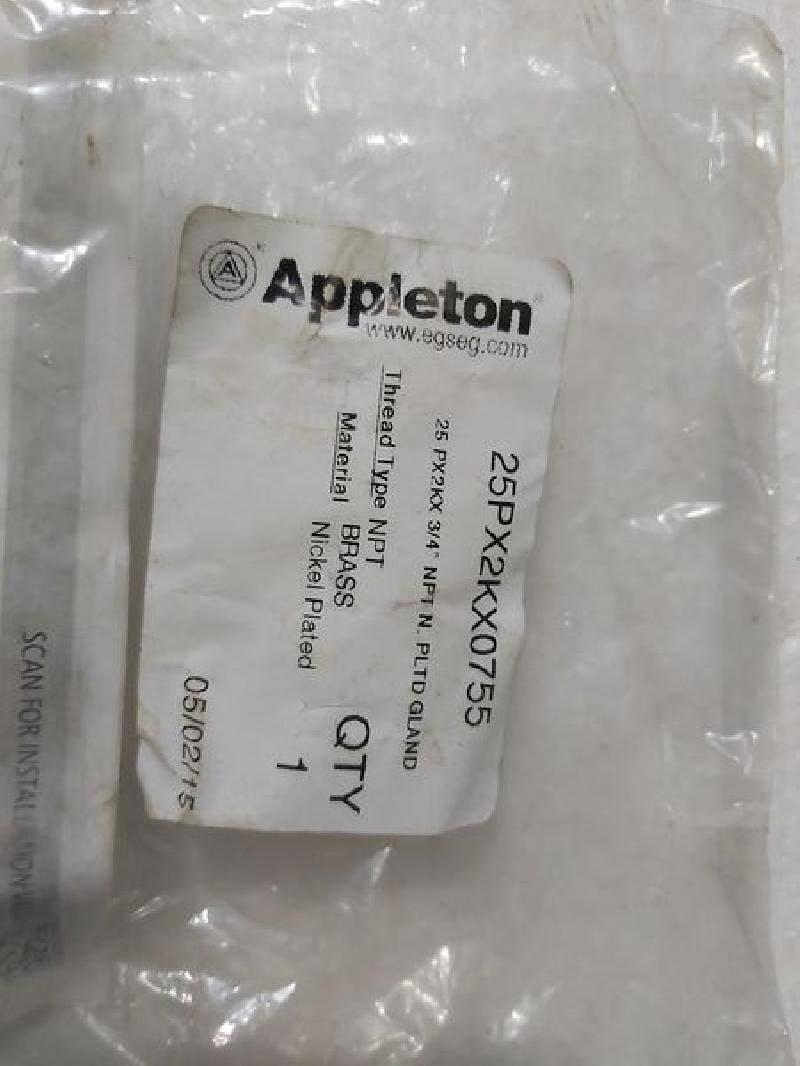 Appleton
www.egseg.com
25PX2KX0755
25 PX2KX 3/4" NPT N. PLTD GLAND
Thread Type NPT
Material BRASS
Nickel Plated
QTY
1
05/02/15
SCAN FOR INSTALLATION